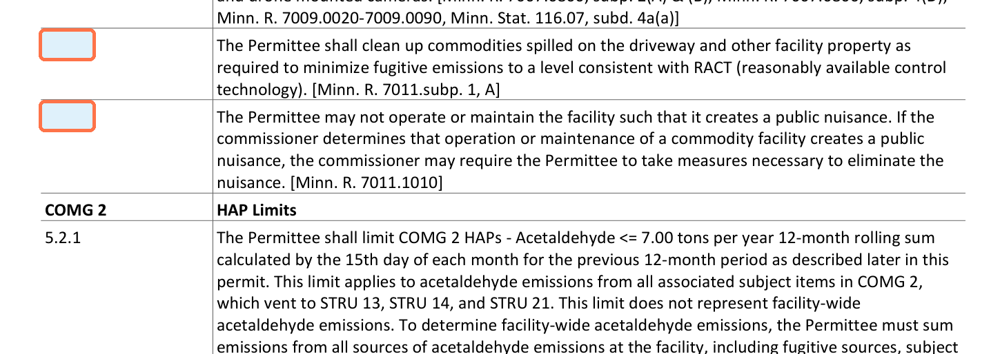 Minn. R. 7009.0020-7009.0090, Minn. Stat. 116.07, subd. 4a(a)]
The Permittee shall clean up commodities spilled on the driveway and other facility property as
required to minimize fugitive emissions to a level consistent with RACT (reasonably available control
technology). [Minn. R. 7011.subp. 1, A]
The Permittee may not operate or maintain the facility such that it creates a public nuisance. If the
commissioner determines that operation or maintenance of a commodity facility creates a public
nuisance, the commissioner may require the Permittee to take measures necessary to eliminate the
nuisance. [Minn. R. 7011.1010]
COMG 2 HAP Limits
5.2.1 The Permittee shall limit COMG 2 HAPs - Acetaldehyde <= 7.00 tons per year 12-month rolling sum
calculated by the 15th day of each month for the previous 12-month period as described later in this
permit. This limit applies to acetaldehyde emissions from all associated subject items in COMG 2,
which vent to STRU 13, STRU 14, and STRU 21. This limit does not represent facility-wide
acetaldehyde emissions. To determine facility-wide acetaldehyde emissions, the Permittee must sum
emissions from all sources of acetaldehyde emissions at the facility, including fugitive sources, subject